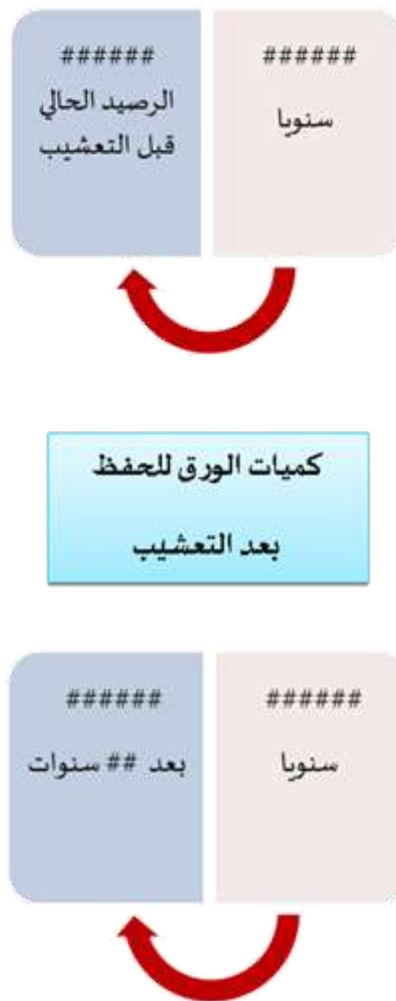 ######
سنويا
######
الرصيد الحالي
قبل التعشيب
كميات الورق للحفظ
بعد التعشيب
######
سنويا
######
بعد ## سنوات